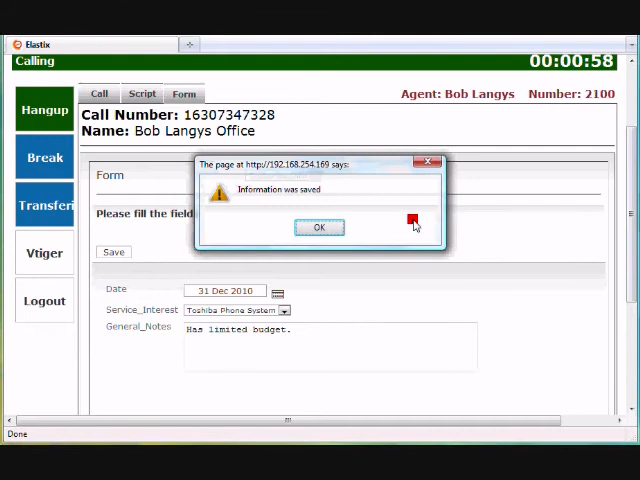 Elastix
Calling
00:00:58
Call Script Form
Agent: Bob Langys Number: 2100
Hangup
Break
Transferi
Vtiger
Logout
Call Number: 16307347328
Name: Bob Langys Office
The page at http://192.168.254.169 says:
Information was saved
OK
Form
Please fill the field
Save
Date 31 Dec 2010
Service_Interest Toshiba Phone System
General_Notes Has limited budget.
Done